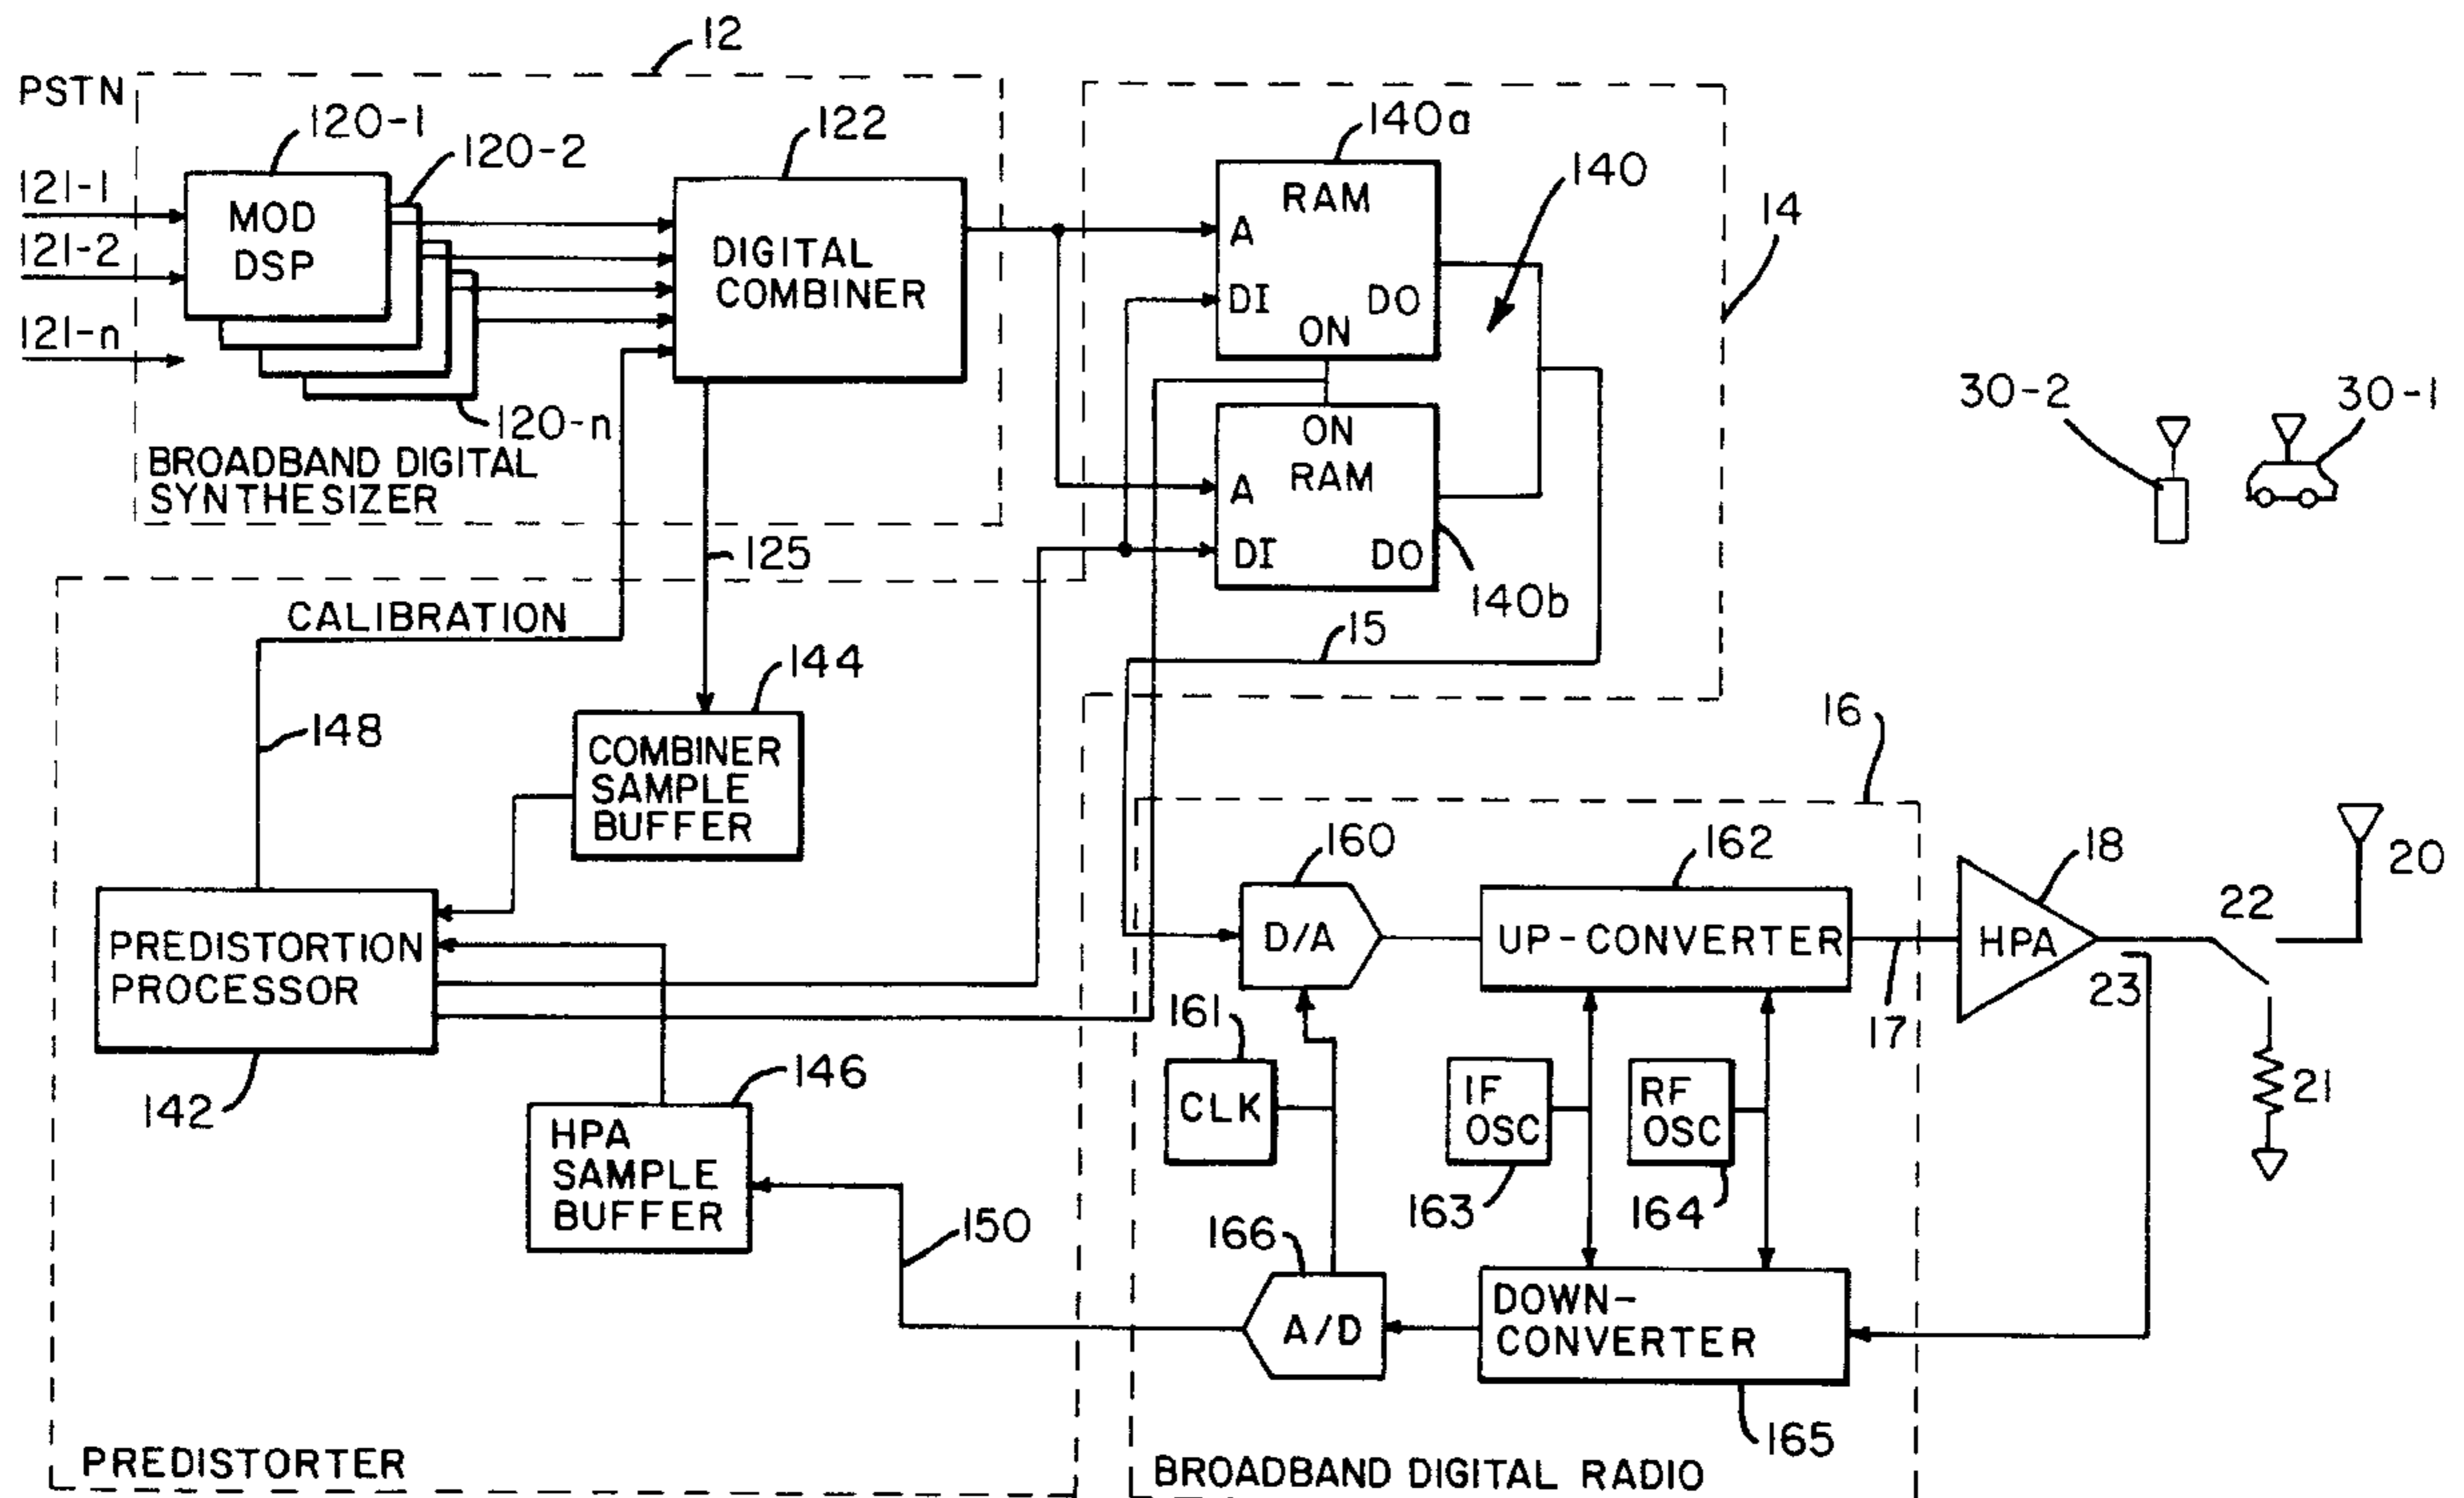 12
PSTN
120-1
120-2
122
140a
140
14
121-1
121-2
121-n
MOD
DSP
DIGITAL
COMBINER
RAM
A
DI
DO
ON
120-n
BROADBAND DIGITAL
SYNTHESIZER
ON
RAM
A
DI
DO
140b
30-2
30-1
125
CALIBRATION
15
148
144
COMBINER
SAMPLE
BUFFER
16
160
162
18
20
22
PREDISTORTION
PROCESSOR
D/A
UP-CONVERTER
HPA
23
17
161
142
146
CLK
IF
OSC
RF
OSC
21
HPA
SAMPLE
BUFFER
163
164
150
166
A/D
DOWN-
CONVERTER
165
PREDISTORTER
BROADBAND DIGITAL RADIO